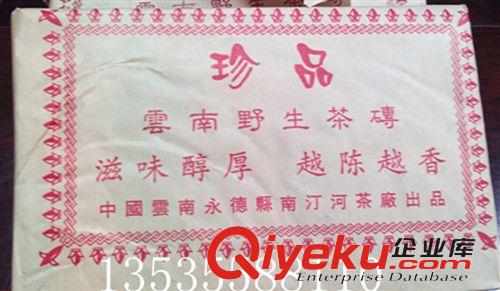 珍品
雲南野生茶磚
滋味醇厚 越陈越香
中國雲南永德縣南汀河茶廠出品
Qiyeku.com 企业库
Enterprise Database